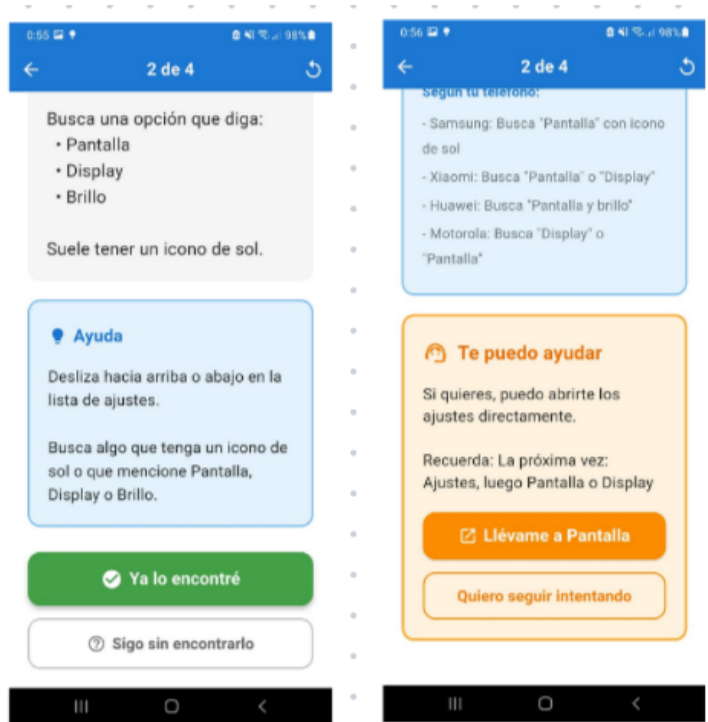 0:55
98%
2 de 4
Busca una opción que diga:
• Pantalla
• Display
• Brillo
Suele tener un icono de sol.
Ayuda
Desliza hacia arriba o abajo en la
lista de ajustes.
Busca algo que tenga un icono de
sol o que mencione Pantalla,
Display o Brillo.
Ya lo encontré
Sigo sin encontrarlo
0:56
98%
2 de 4
Según tu teléfono:
- Samsung: Busca "Pantalla" con icono
de sol
- Xiaomi: Busca "Pantalla" o "Display"
- Huawei: Busca "Pantalla y brillo"
- Motorola: Busca "Display" o
"Pantalla"
Te puedo ayudar
Si quieres, puedo abrirte los
ajustes directamente.
Recuerda: La próxima vez:
Ajustes, luego Pantalla o Display
Llévame a Pantalla
Quiero seguir intentando